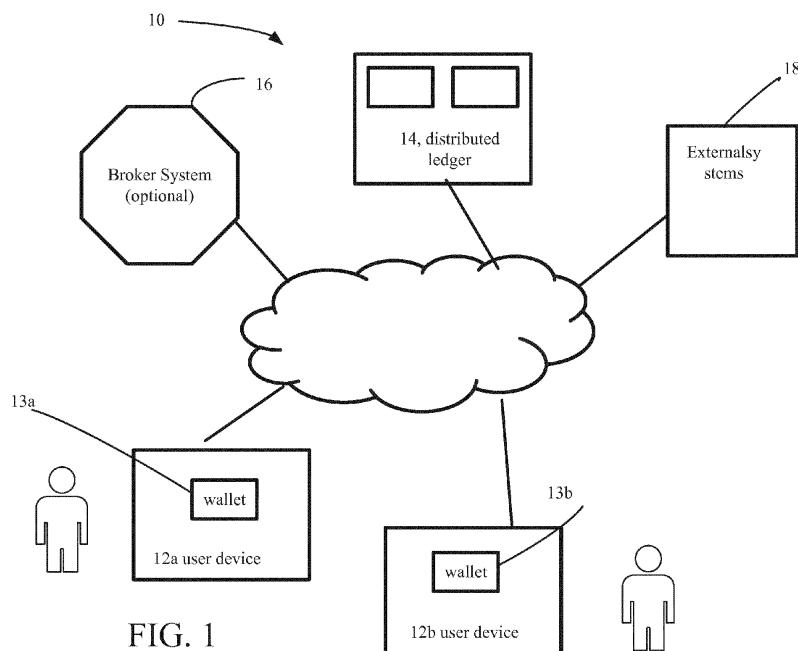 10
16
18
Broker System
(optional)
14, distributed
ledger
Externalsy
stems
13a
wallet
12a user device
13b
wallet
12b user device
FIG. 1